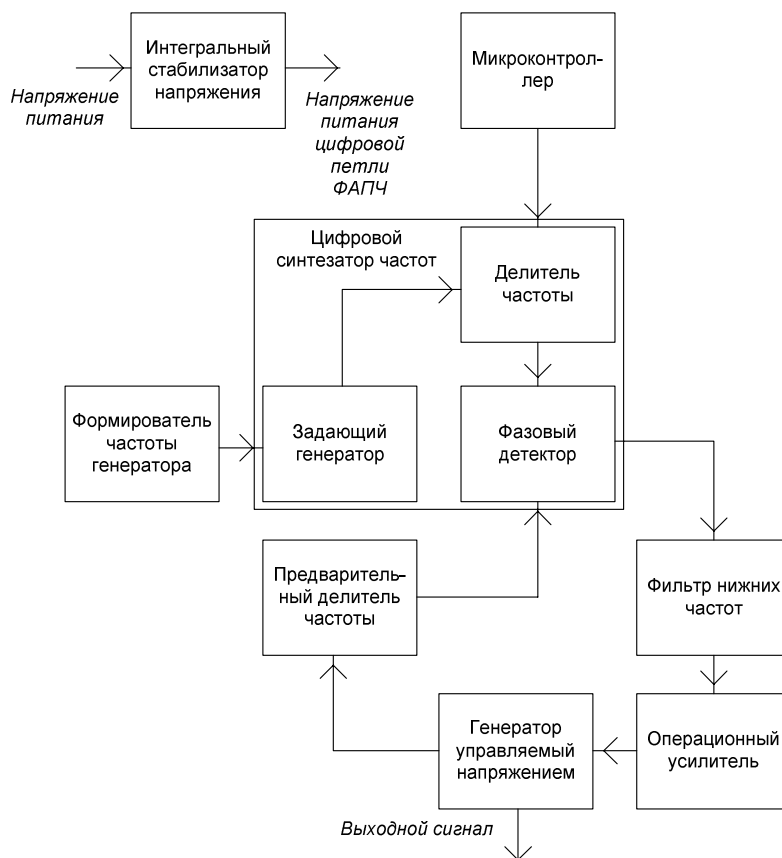 Интегральный
стабилизатор
напряжения
Микроконтрол-
лер
Напряжение
питания
Напряжение
питания
цифровой
петли
ФАПЧ
Цифровой
синтезатор частот
Делитель
частоты
Формирователь
частоты
генератора
Задающий
генератор
Фазовый
детектор
Предваритель-
ный делитель
частоты
Фильтр нижних
частот
Генератор
управляемый
напряжением
Операционный
усилитель
Выходной сигнал